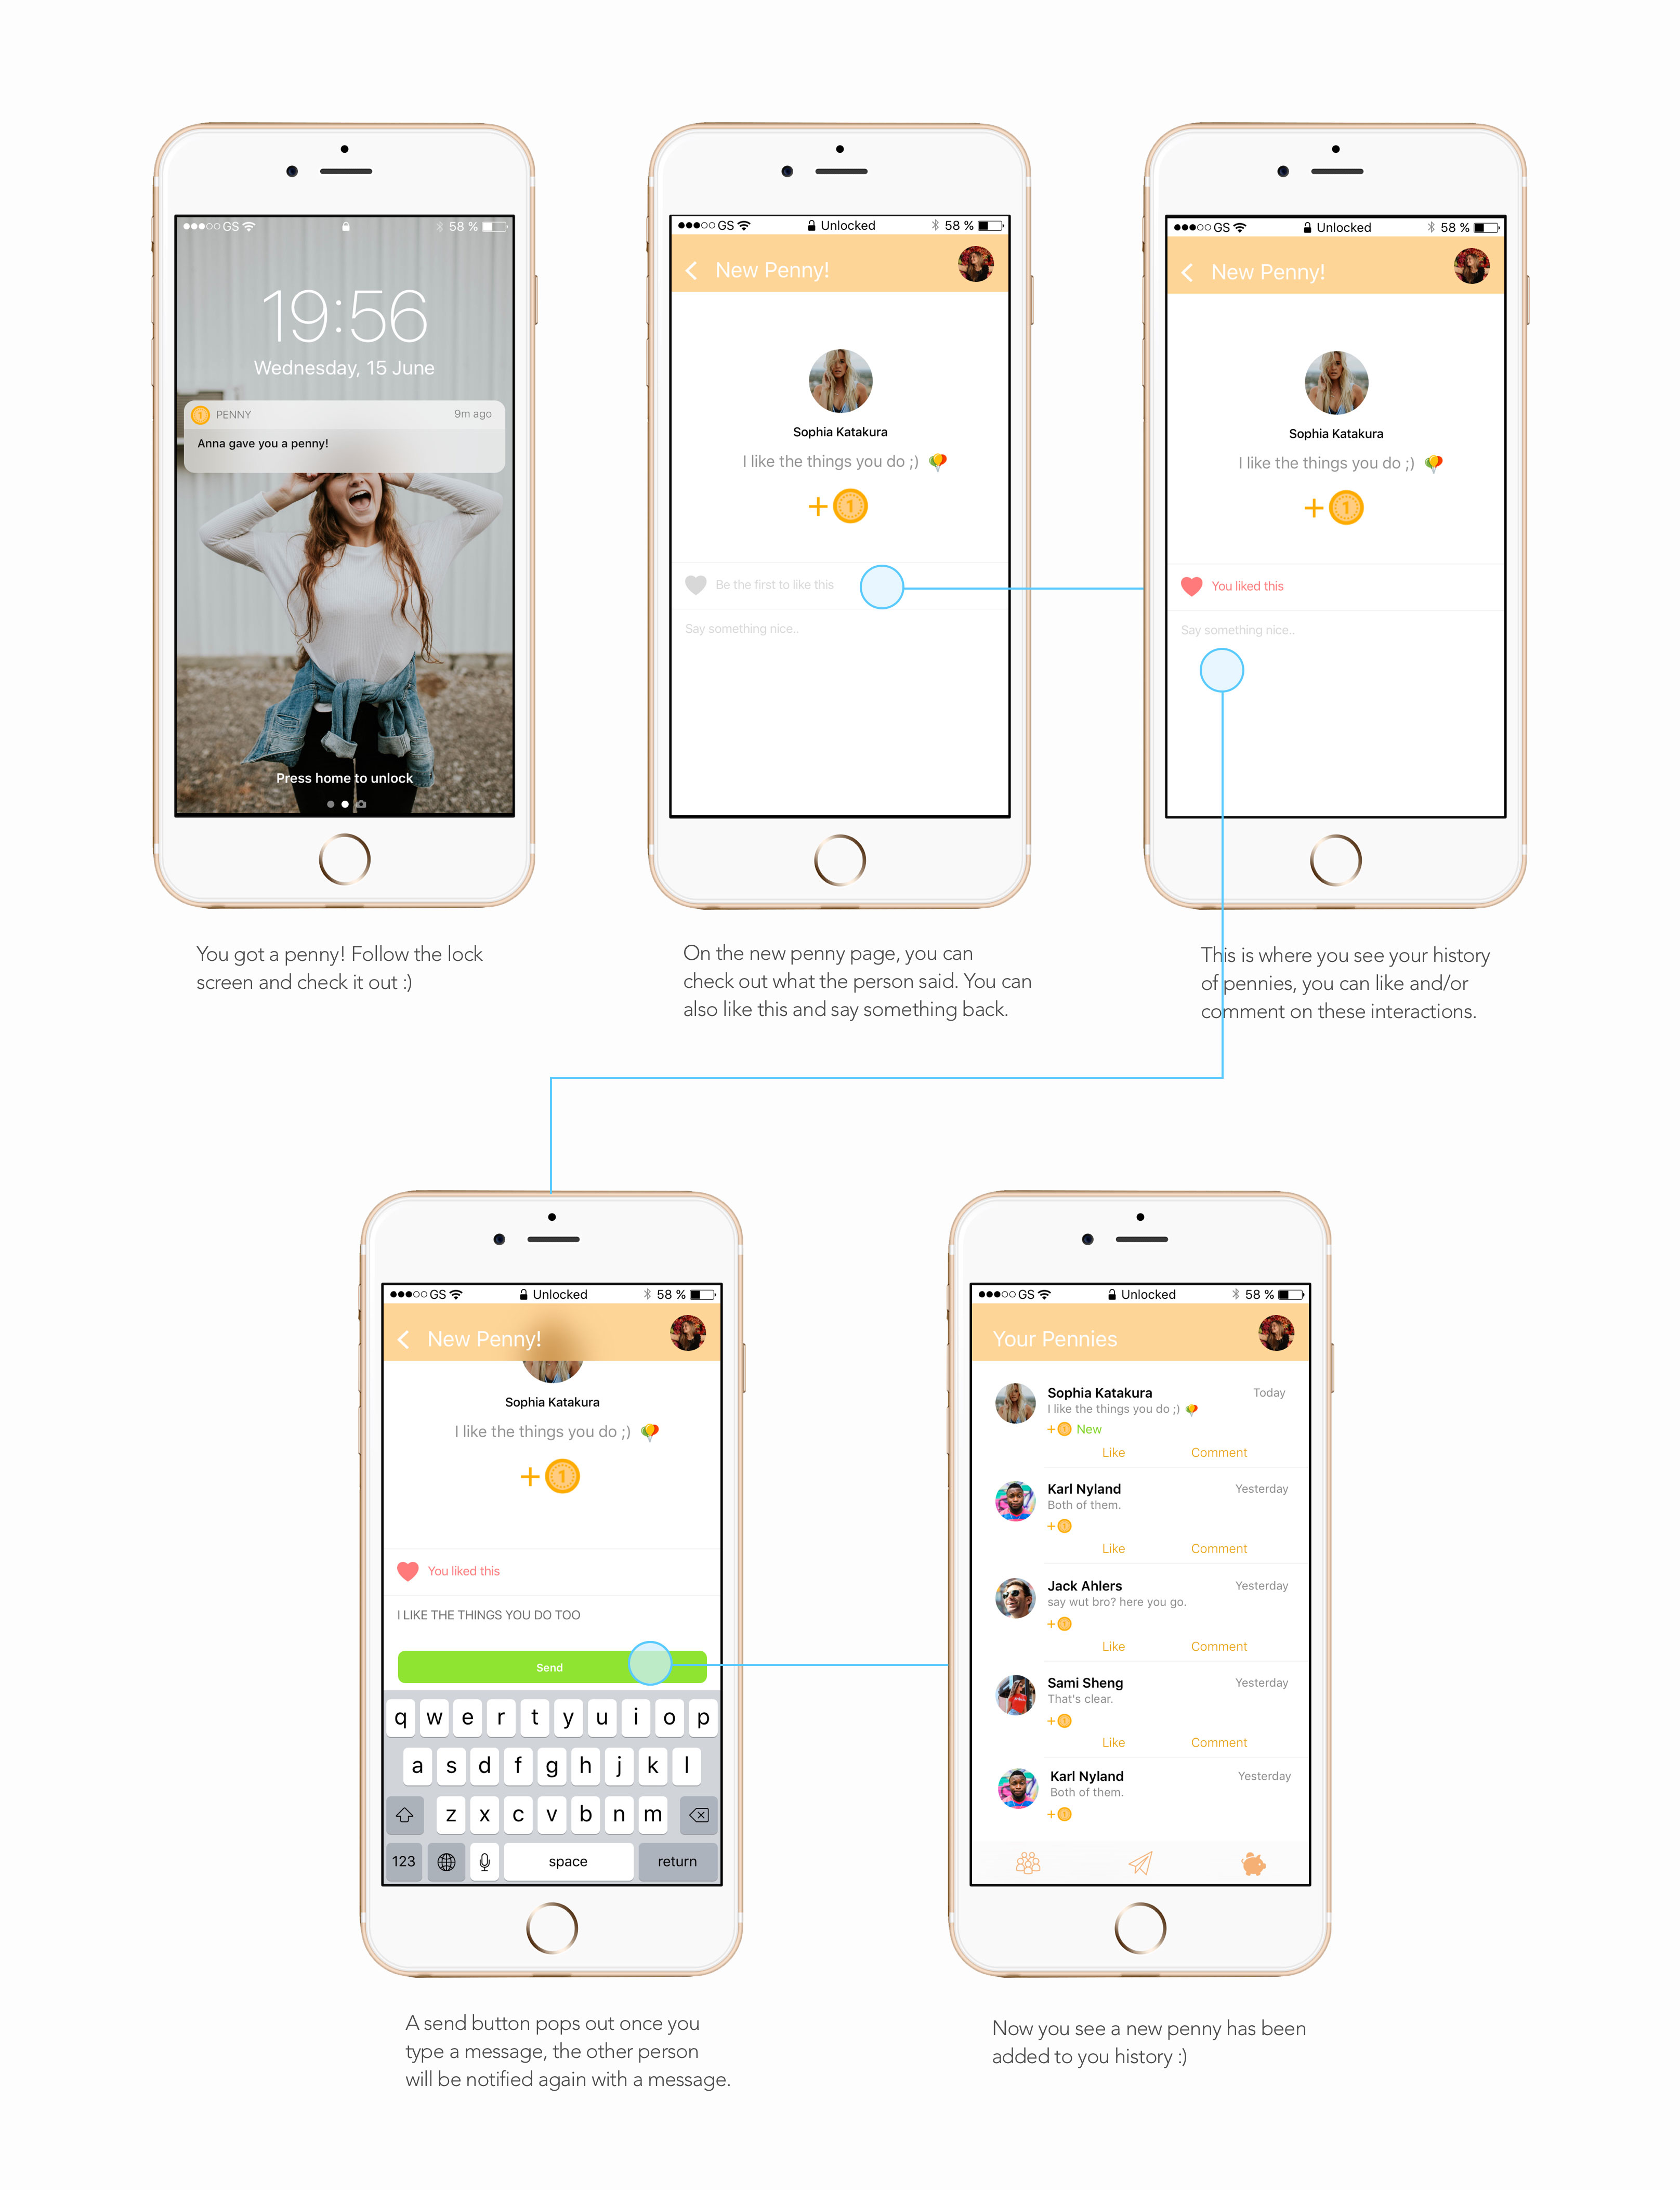 GS
58 %
19:56
Wednesday, 15 June
1 PENNY 9m ago
Anna gave you a penny!
Press home to unlock
You got a penny! Follow the lock
screen and check it out :)
GS Unlocked 58 %
New Penny!
Sophia Katakura
I like the things you do ;)
+ 1
Be the first to like this
Say something nice..
On the new penny page, you can
check out what the person said. You can
also like this and say something back.
GS Unlocked 58 %
New Penny!
Sophia Katakura
I like the things you do ;)
+ 1
You liked this
Say something nice..
This is where you see your history
of pennies, you can like and/or
comment on these interactions.
GS Unlocked 58 %
New Penny!
Sophia Katakura
I like the things you do ;)
+ 1
You liked this
I LIKE THE THINGS YOU DO TOO
Send
q w e r t y u i o p
a s d f g h j k l
z x c v b n m
123 space return
A send button pops out once you
type a message, the other person
will be notified again with a message.
GS Unlocked 58 %
Your Pennies
Sophia Katakura Today
I like the things you do ;)
+ 1 New
Like Comment
Karl Nyland Yesterday
Both of them.
+ 1
Like Comment
Jack Ahlers Yesterday
say wut bro? here you go.
+ 1
Like Comment
Sami Sheng Yesterday
That's clear.
+ 1
Like Comment
Karl Nyland Yesterday
Both of them.
+ 1
Now you see a new penny has been
added to you history :)